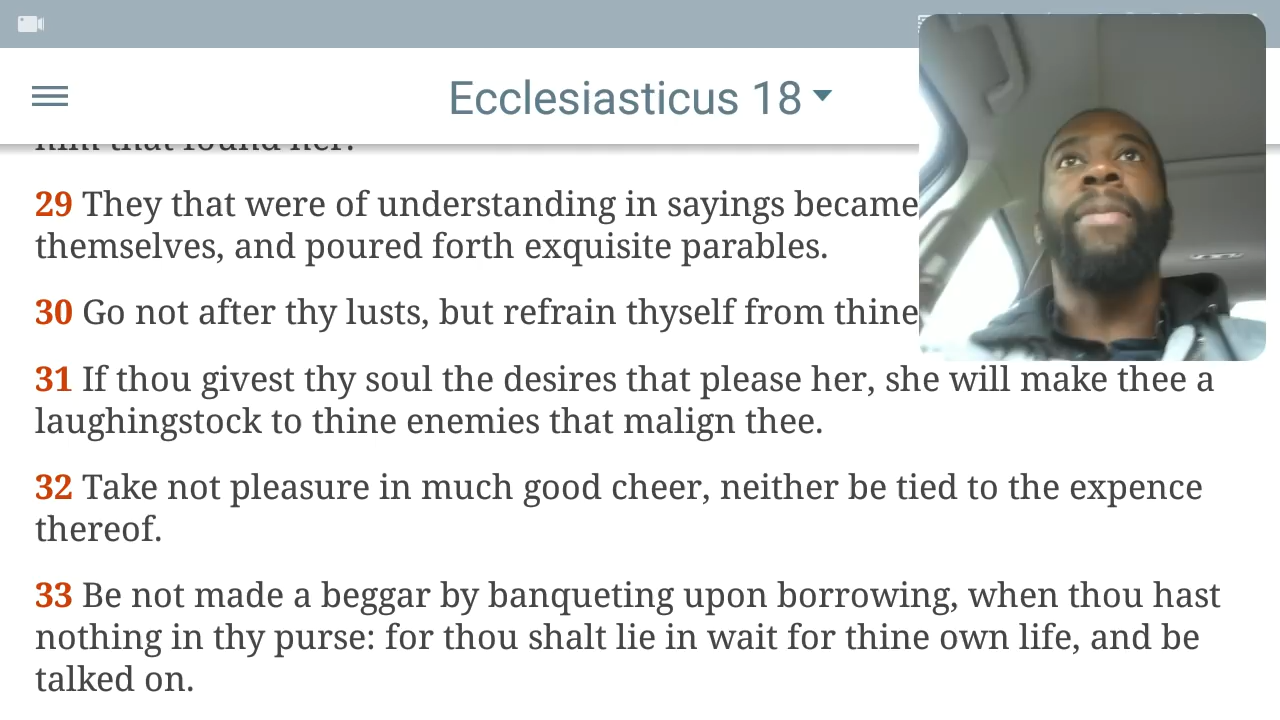 Ecclesiasticus 18
him that found her.
29 They that were of understanding in sayings became
themselves, and poured forth exquisite parables.
30 Go not after thy lusts, but refrain thyself from thine
31 If thou givest thy soul the desires that please her, she will make thee a
laughingstock to thine enemies that malign thee.
32 Take not pleasure in much good cheer, neither be tied to the expence
thereof.
33 Be not made a beggar by banqueting upon borrowing, when thou hast
nothing in thy purse: for thou shalt lie in wait for thine own life, and be
talked on.